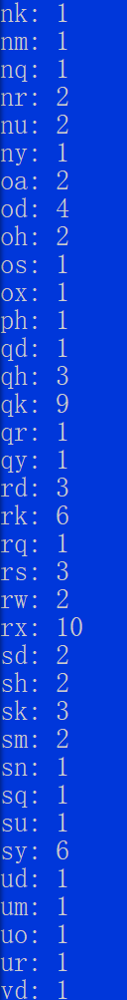 nk: 1
nm: 1
nq: 1
nr: 2
nu: 2
ny: 1
oa: 2
od: 4
oh: 2
os: 1
ox: 1
ph: 1
qd: 1
qh: 3
qk: 9
qr: 1
qy: 1
rd: 3
rk: 6
rq: 1
rs: 3
rw: 2
rx: 10
sd: 2
sh: 2
sk: 3
sm: 2
sn: 1
sq: 1
su: 1
sy: 6
ud: 1
um: 1
uo: 1
ur: 1
vd: 1